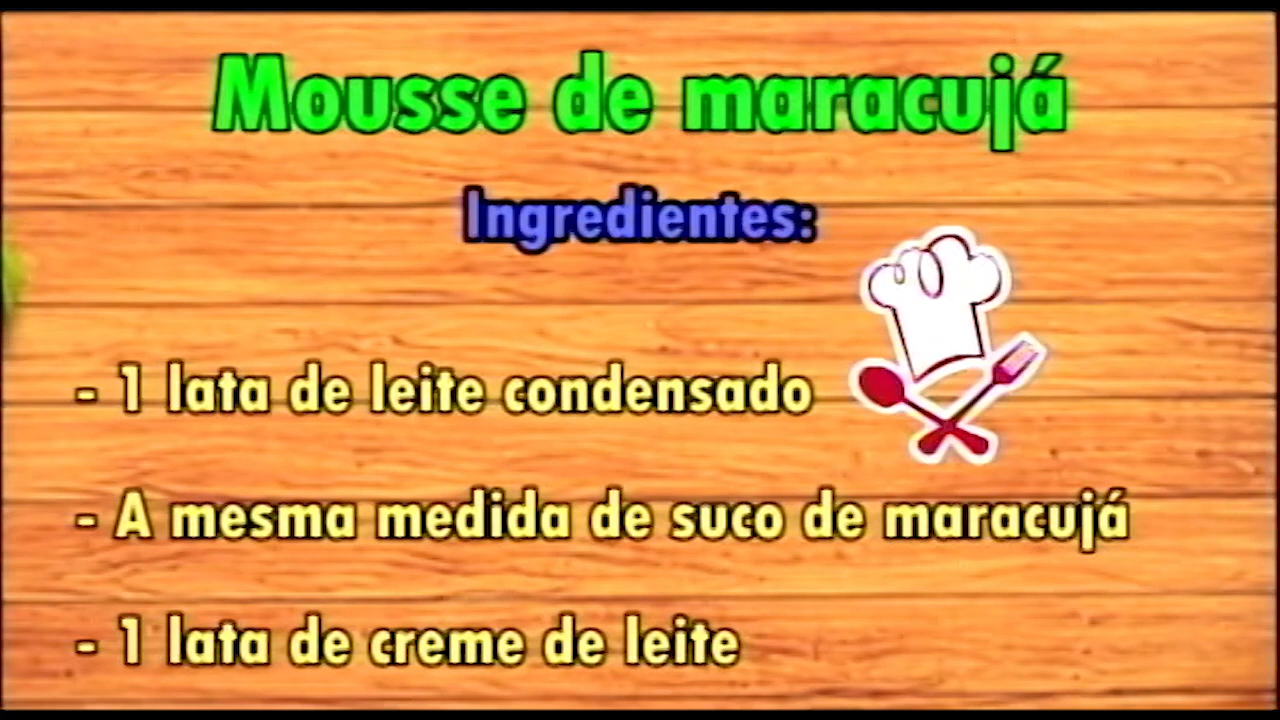 Mousse de maracujá
Ingredientes:
- 1 lata de leite condensado
- A mesma medida de suco de maracujá
- 1 lata de creme de leite